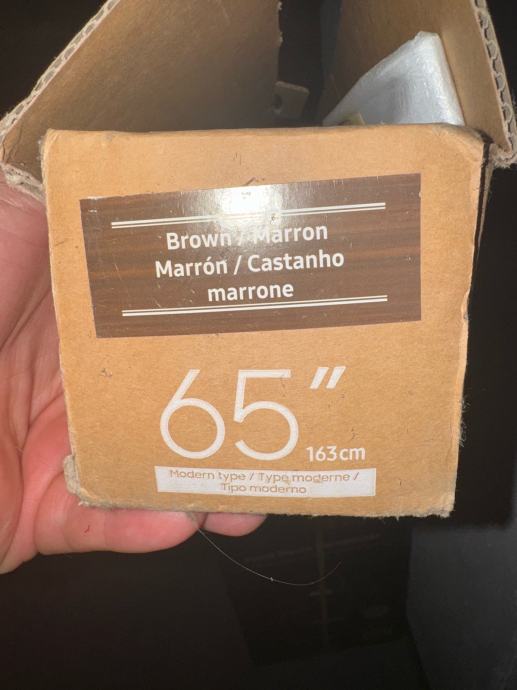 Brown / Marron
Marrón / Castanho
marrone
65″
163cm
Modern type / Type moderne /
Tipo moderno